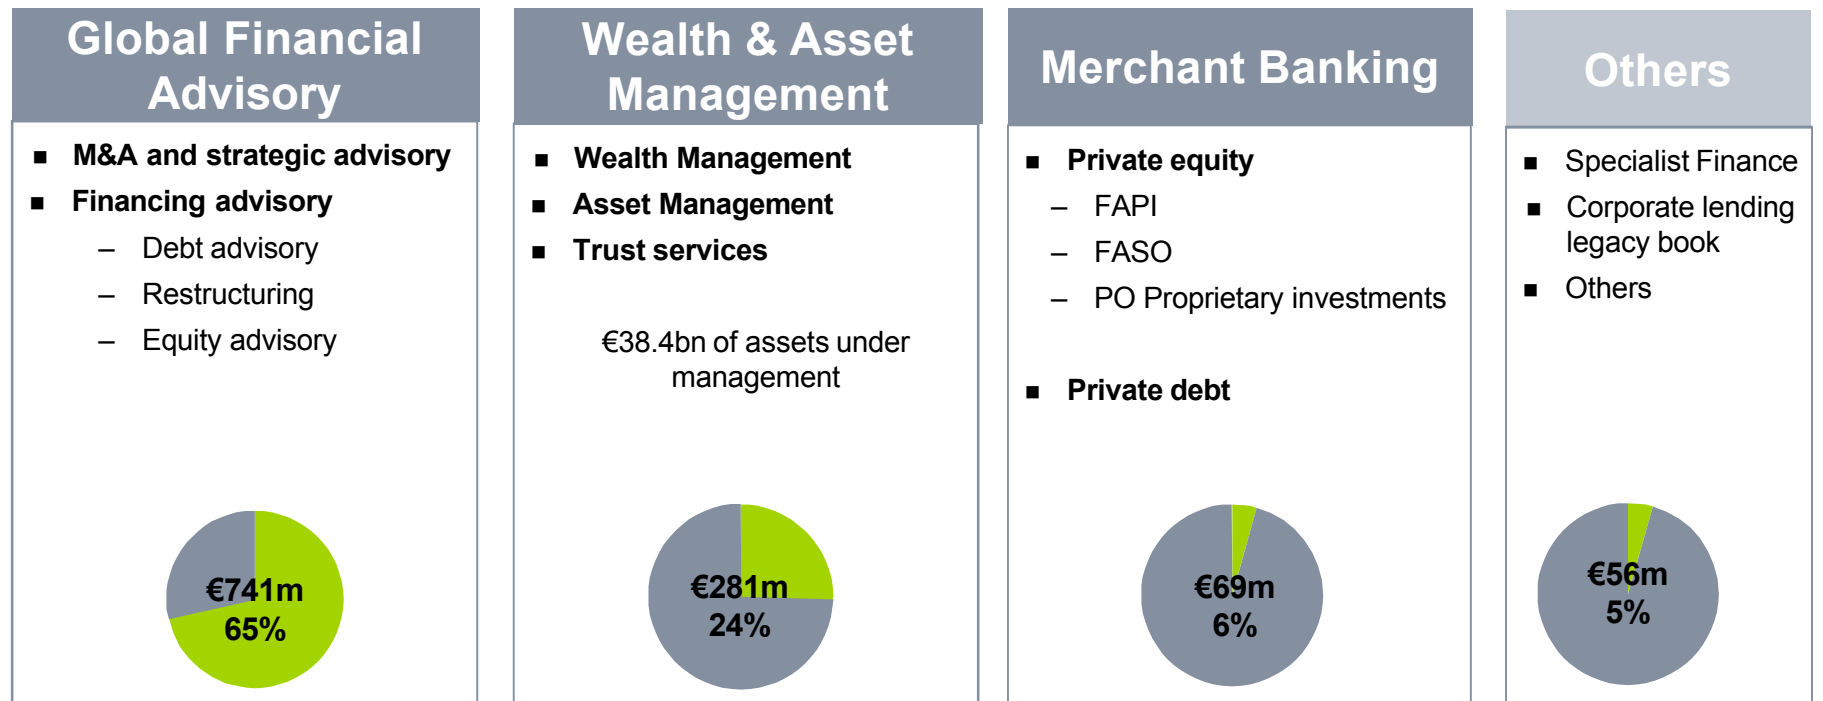 Global Financial
Advisory
■ M&A and strategic advisory
■ Financing advisory
– Debt advisory
– Restructuring
– Equity advisory
€741m
65%
Wealth & Asset
Management
■ Wealth Management
■ Asset Management
■ Trust services
€38.4bn of assets under
management
€281m
24%
Merchant Banking
■ Private equity
– FAPI
– FASO
– PO Proprietary investments
■ Private debt
€69m
6%
Others
■ Specialist Finance
■ Corporate lending
legacy book
■ Others
€56m
5%